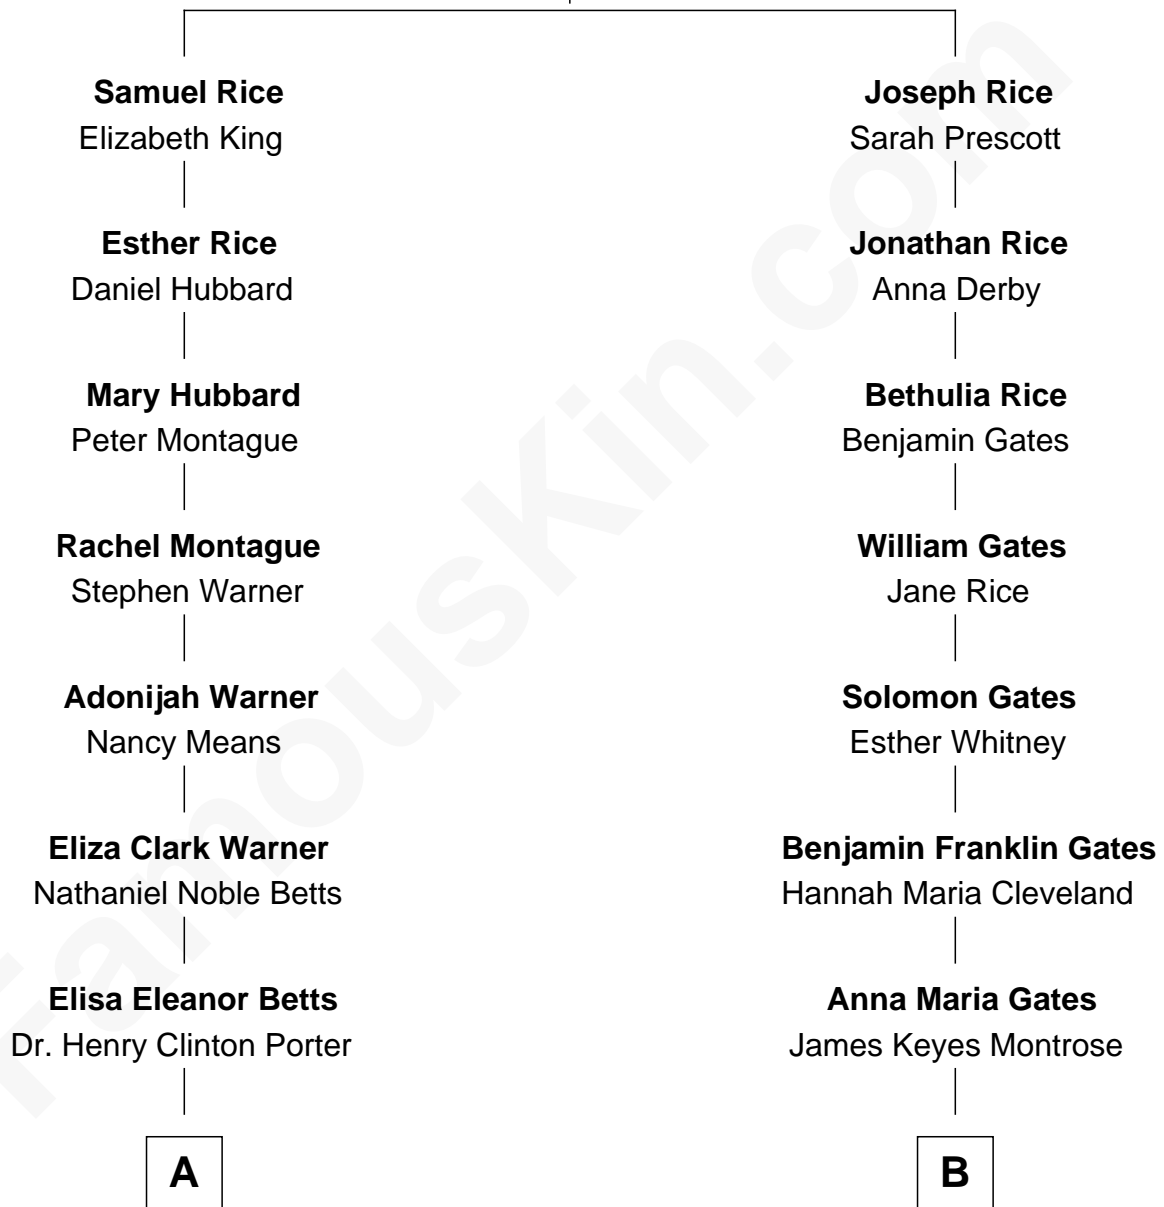 Samuel Rice
Elizabeth King
Esther Rice
Daniel Hubbard
Mary Hubbard
Peter Montague
Rachel Montague
Stephen Warner
Adonijah Warner
Nancy Means
Eliza Clark Warner
Nathaniel Noble Betts
Elisa Eleanor Betts
Dr. Henry Clinton Porter
A
Joseph Rice
Sarah Prescott
Jonathan Rice
Anna Derby
Bethulia Rice
Benjamin Gates
William Gates
Jane Rice
Solomon Gates
Esther Whitney
Benjamin Franklin Gates
Hannah Maria Cleveland
Anna Maria Gates
James Keyes Montrose
B
FamousKin.com